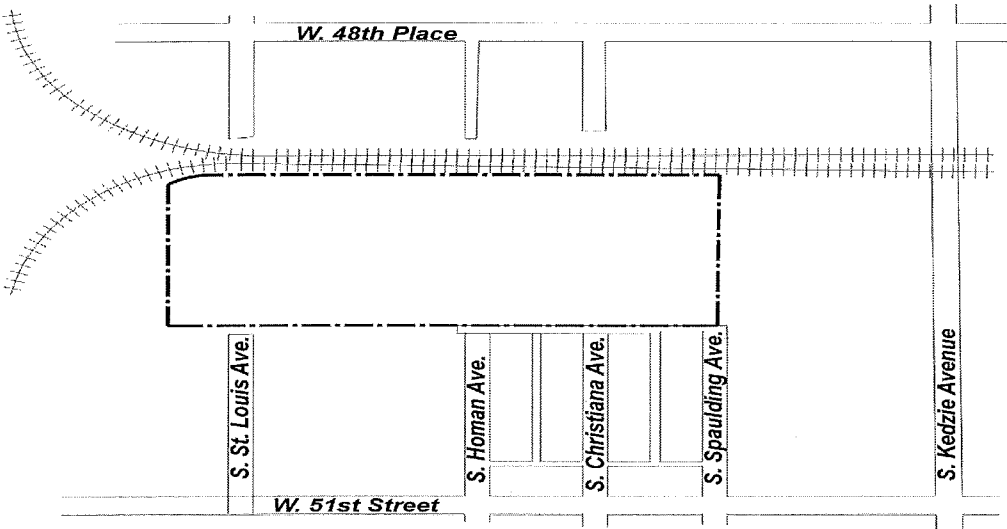 W. 48th Place
S. St. Louis Ave.
S. Homan Ave.
S. Christiana Ave.
S. Spaulding Ave.
S. Kedzie Avenue
W. 51st Street